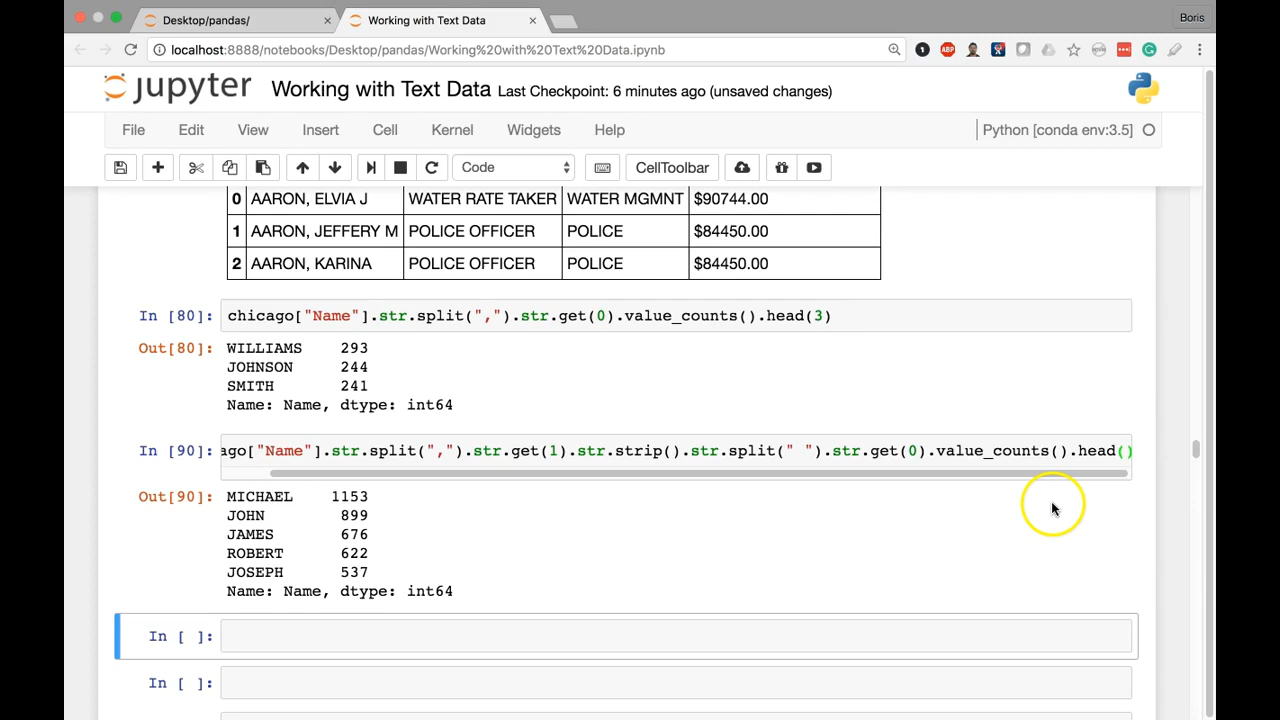 Desktop/pandas/ Working with Text Data Boris
localhost:8888/notebooks/Desktop/pandas/Working%20with%20Text%20Data.ipynb
jupyter Working with Text Data Last Checkpoint: 6 minutes ago (unsaved changes)
File Edit View Insert Cell Kernel Widgets Help Python [conda env:3.5]
Code CellToolbar
0 AARON, ELVIA J WATER RATE TAKER WATER MGMNT $90744.00
1 AARON, JEFFERY M POLICE OFFICER POLICE $84450.00
2 AARON, KARINA POLICE OFFICER POLICE $84450.00
In [80]: chicago["Name"].str.split(",").str.get(0).value_counts().head(3)
Out[80]: WILLIAMS 293
JOHNSON 244
SMITH 241
Name: Name, dtype: int64
In [90]: ago["Name"].str.split(",").str.get(1).str.strip().str.split(" ").str.get(0).value_counts().head()
Out[90]: MICHAEL 1153
JOHN 899
JAMES 676
ROBERT 622
JOSEPH 537
Name: Name, dtype: int64
In [ ]:
In [ ]: